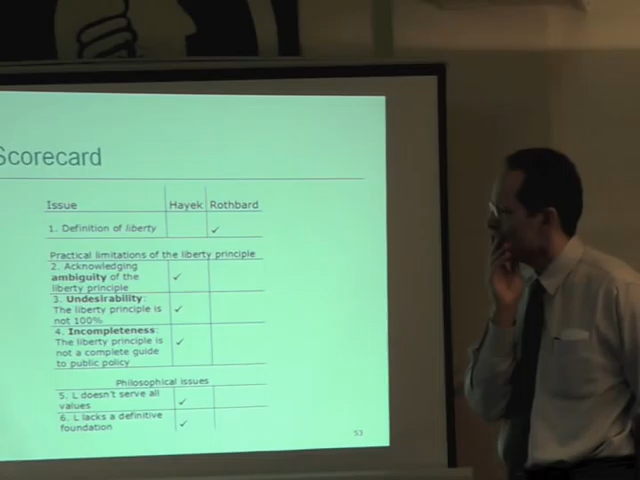 Scorecard
Issue Hayek Rothbard
1. Definition of liberty ✓
Practical limitations of the liberty principle
2. Acknowledging
ambiguity of the ✓
liberty principle
3. Undesirability:
The liberty principle is ✓
not 100%
4. Incompleteness:
The liberty principle is ✓
not a complete guide
to public policy
Philosophical issues
5. L doesn't serve all
values ✓
6. L lacks a definitive
foundation ✓
53